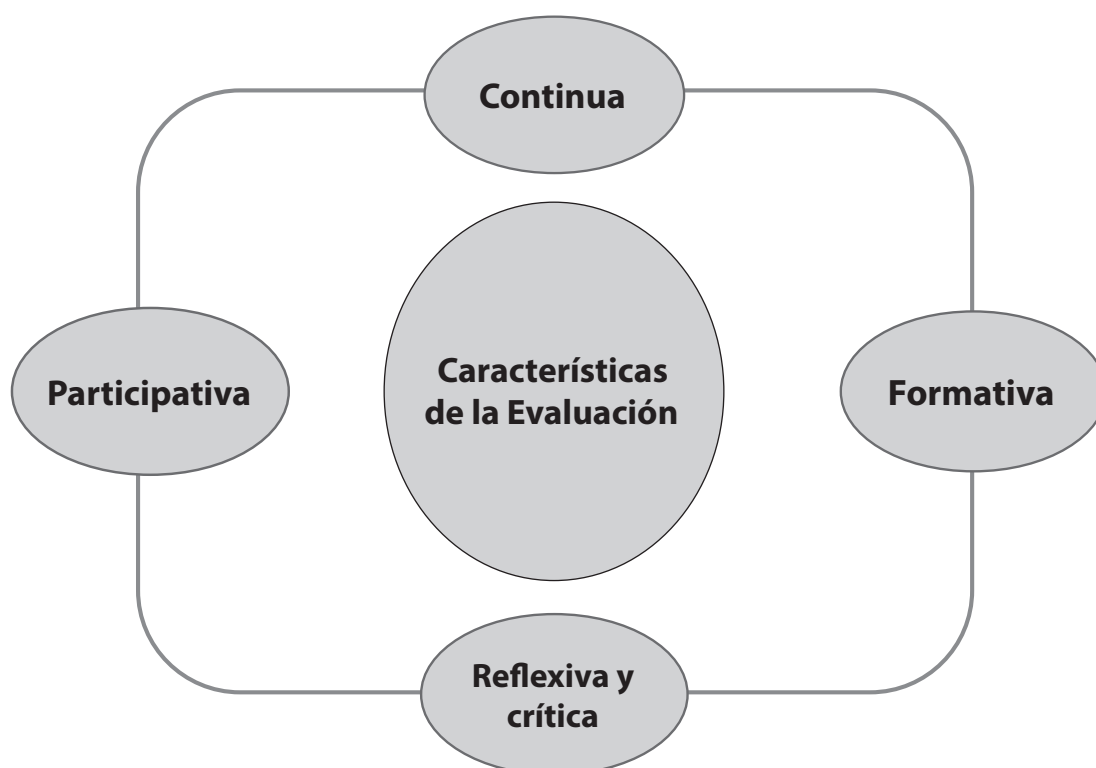 Continua
Características
de la Evaluación
Participativa
Formativa
Reflexiva y
crítica